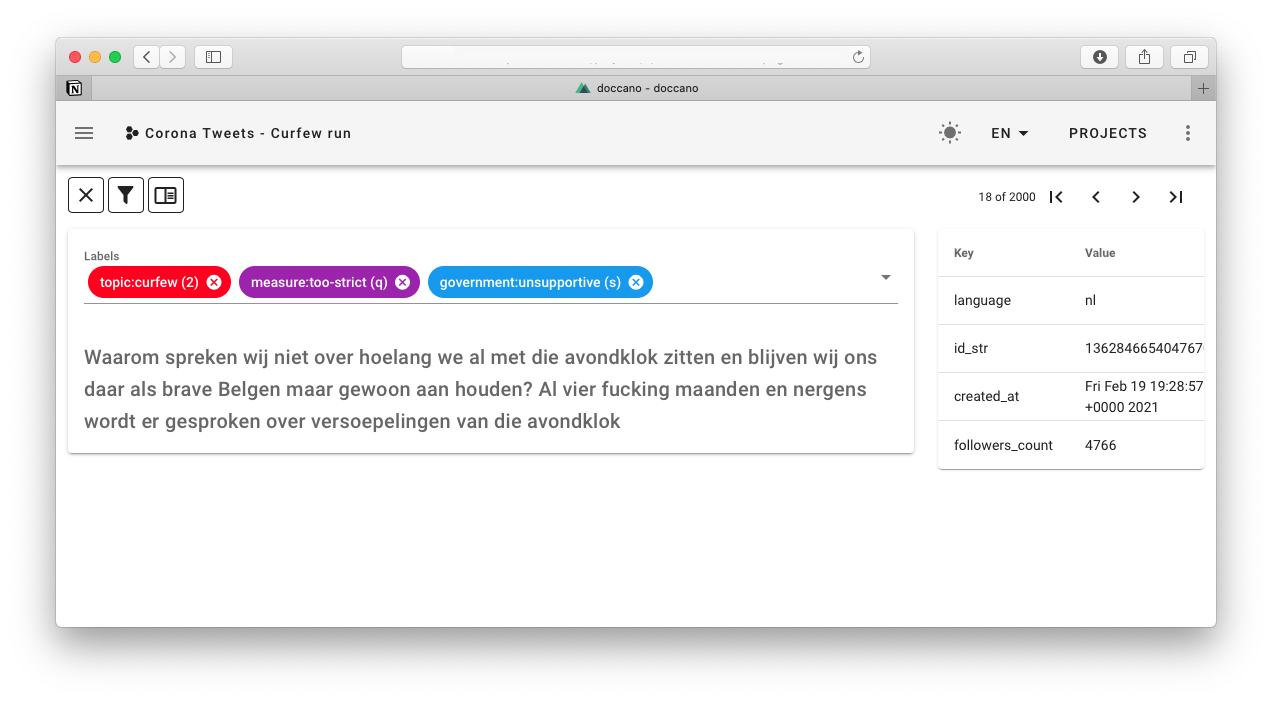 doccano - doccano
Corona Tweets - Curfew run
EN
PROJECTS
18 of 2000
Labels
topic:curfew (2)
measure:too-strict (q)
government:unsupportive (s)
Waarom spreken wij niet over hoelang we al met die avondklok zitten en blijven wij ons
daar als brave Belgen maar gewoon aan houden? Al vier fucking maanden en nergens
wordt er gesproken over versoepelingen van die avondklok
Key Value
language nl
id_str 136284665404767
created_at Fri Feb 19 19:28:57
+0000 2021
followers_count 4766